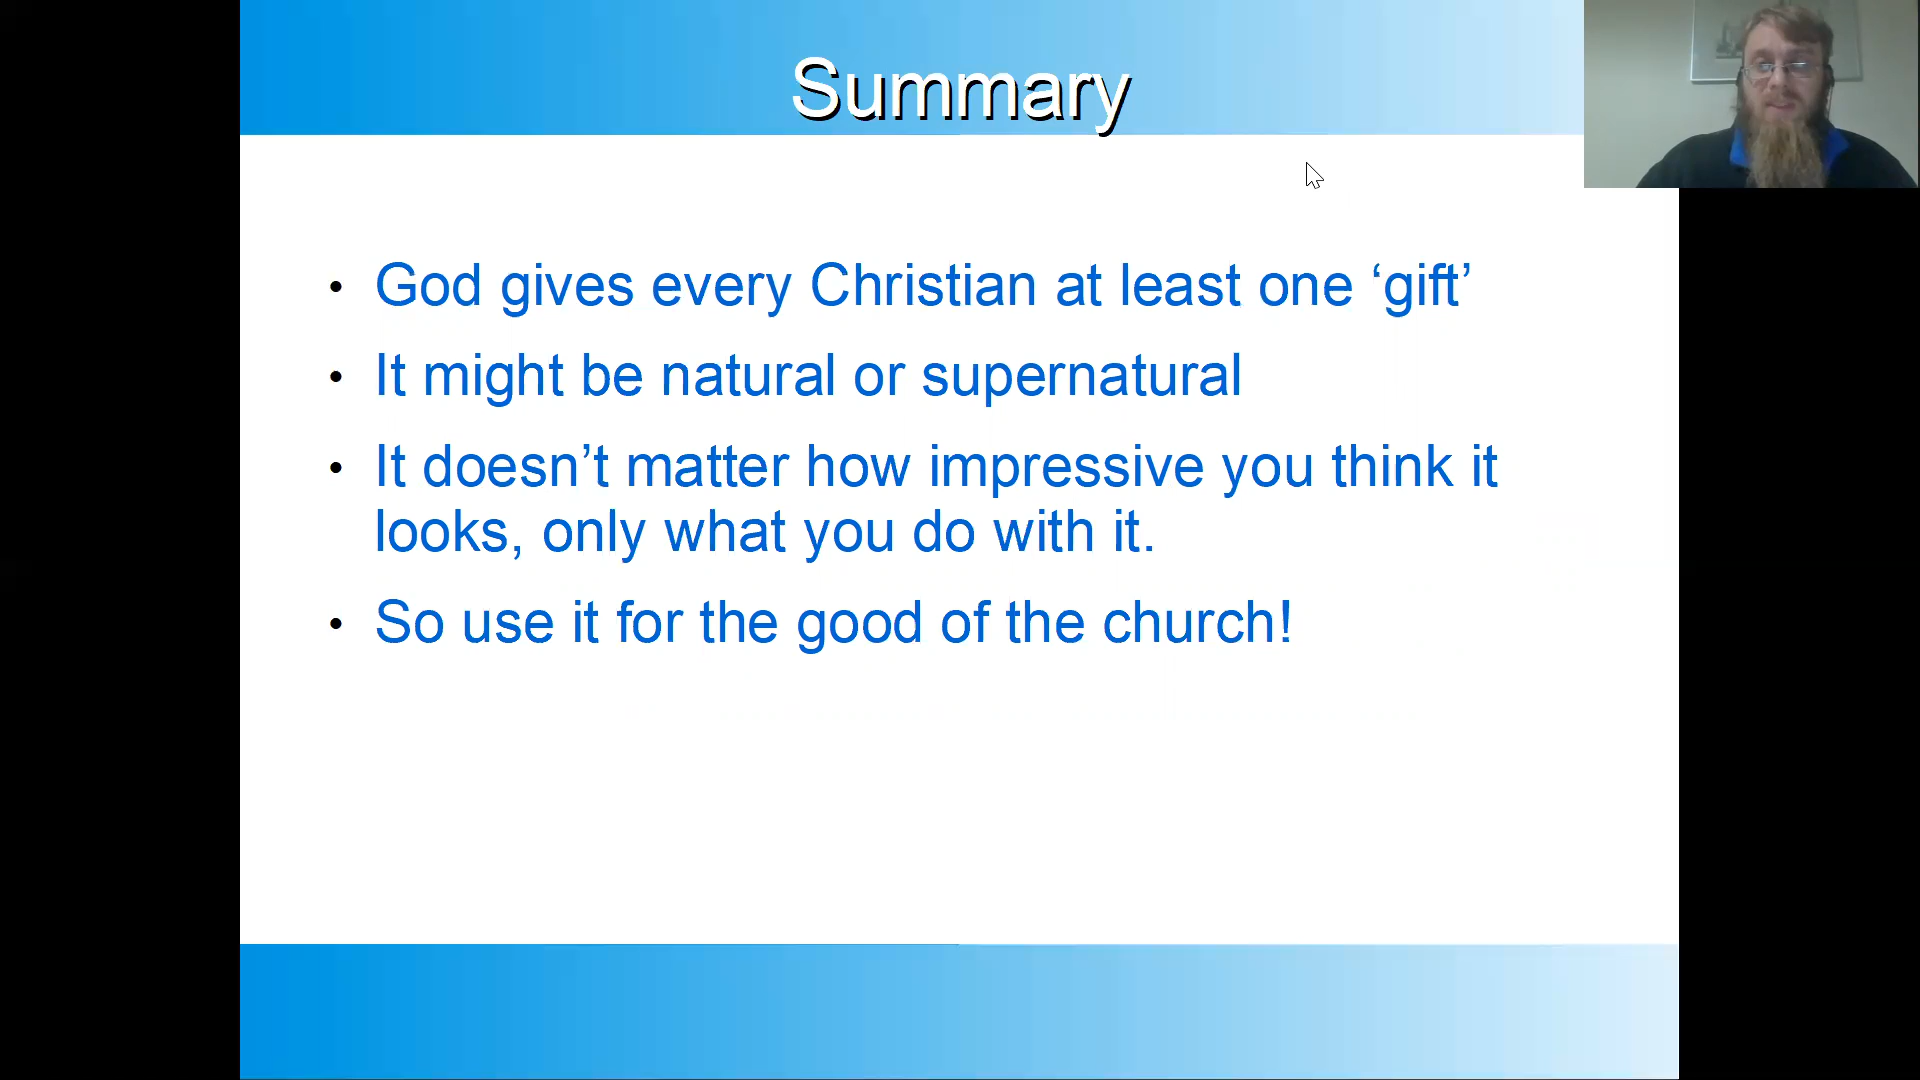 Summary
• God gives every Christian at least one ‘gift’
• It might be natural or supernatural
• It doesn’t matter how impressive you think it
looks, only what you do with it.
• So use it for the good of the church!